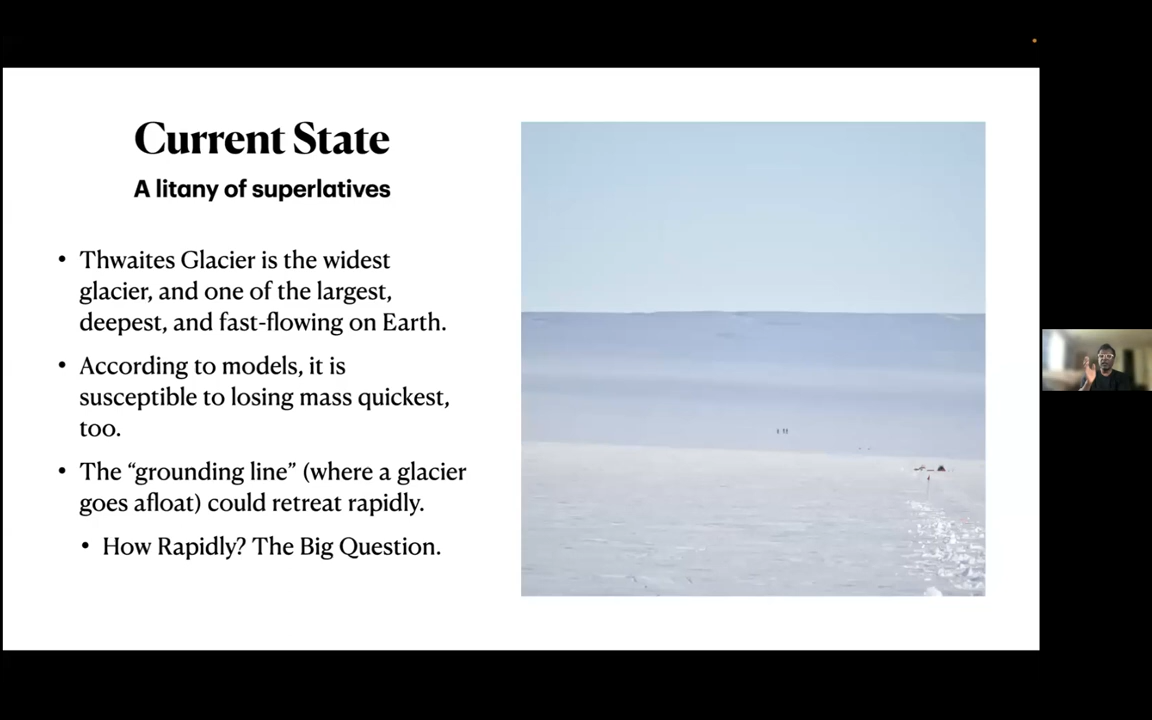 Current State
A litany of superlatives
• Thwaites Glacier is the widest
glacier, and one of the largest,
deepest, and fast-flowing on Earth.
• According to models, it is
susceptible to losing mass quickest,
too.
• The “grounding line” (where a glacier
goes afloat) could retreat rapidly.
• How Rapidly? The Big Question.